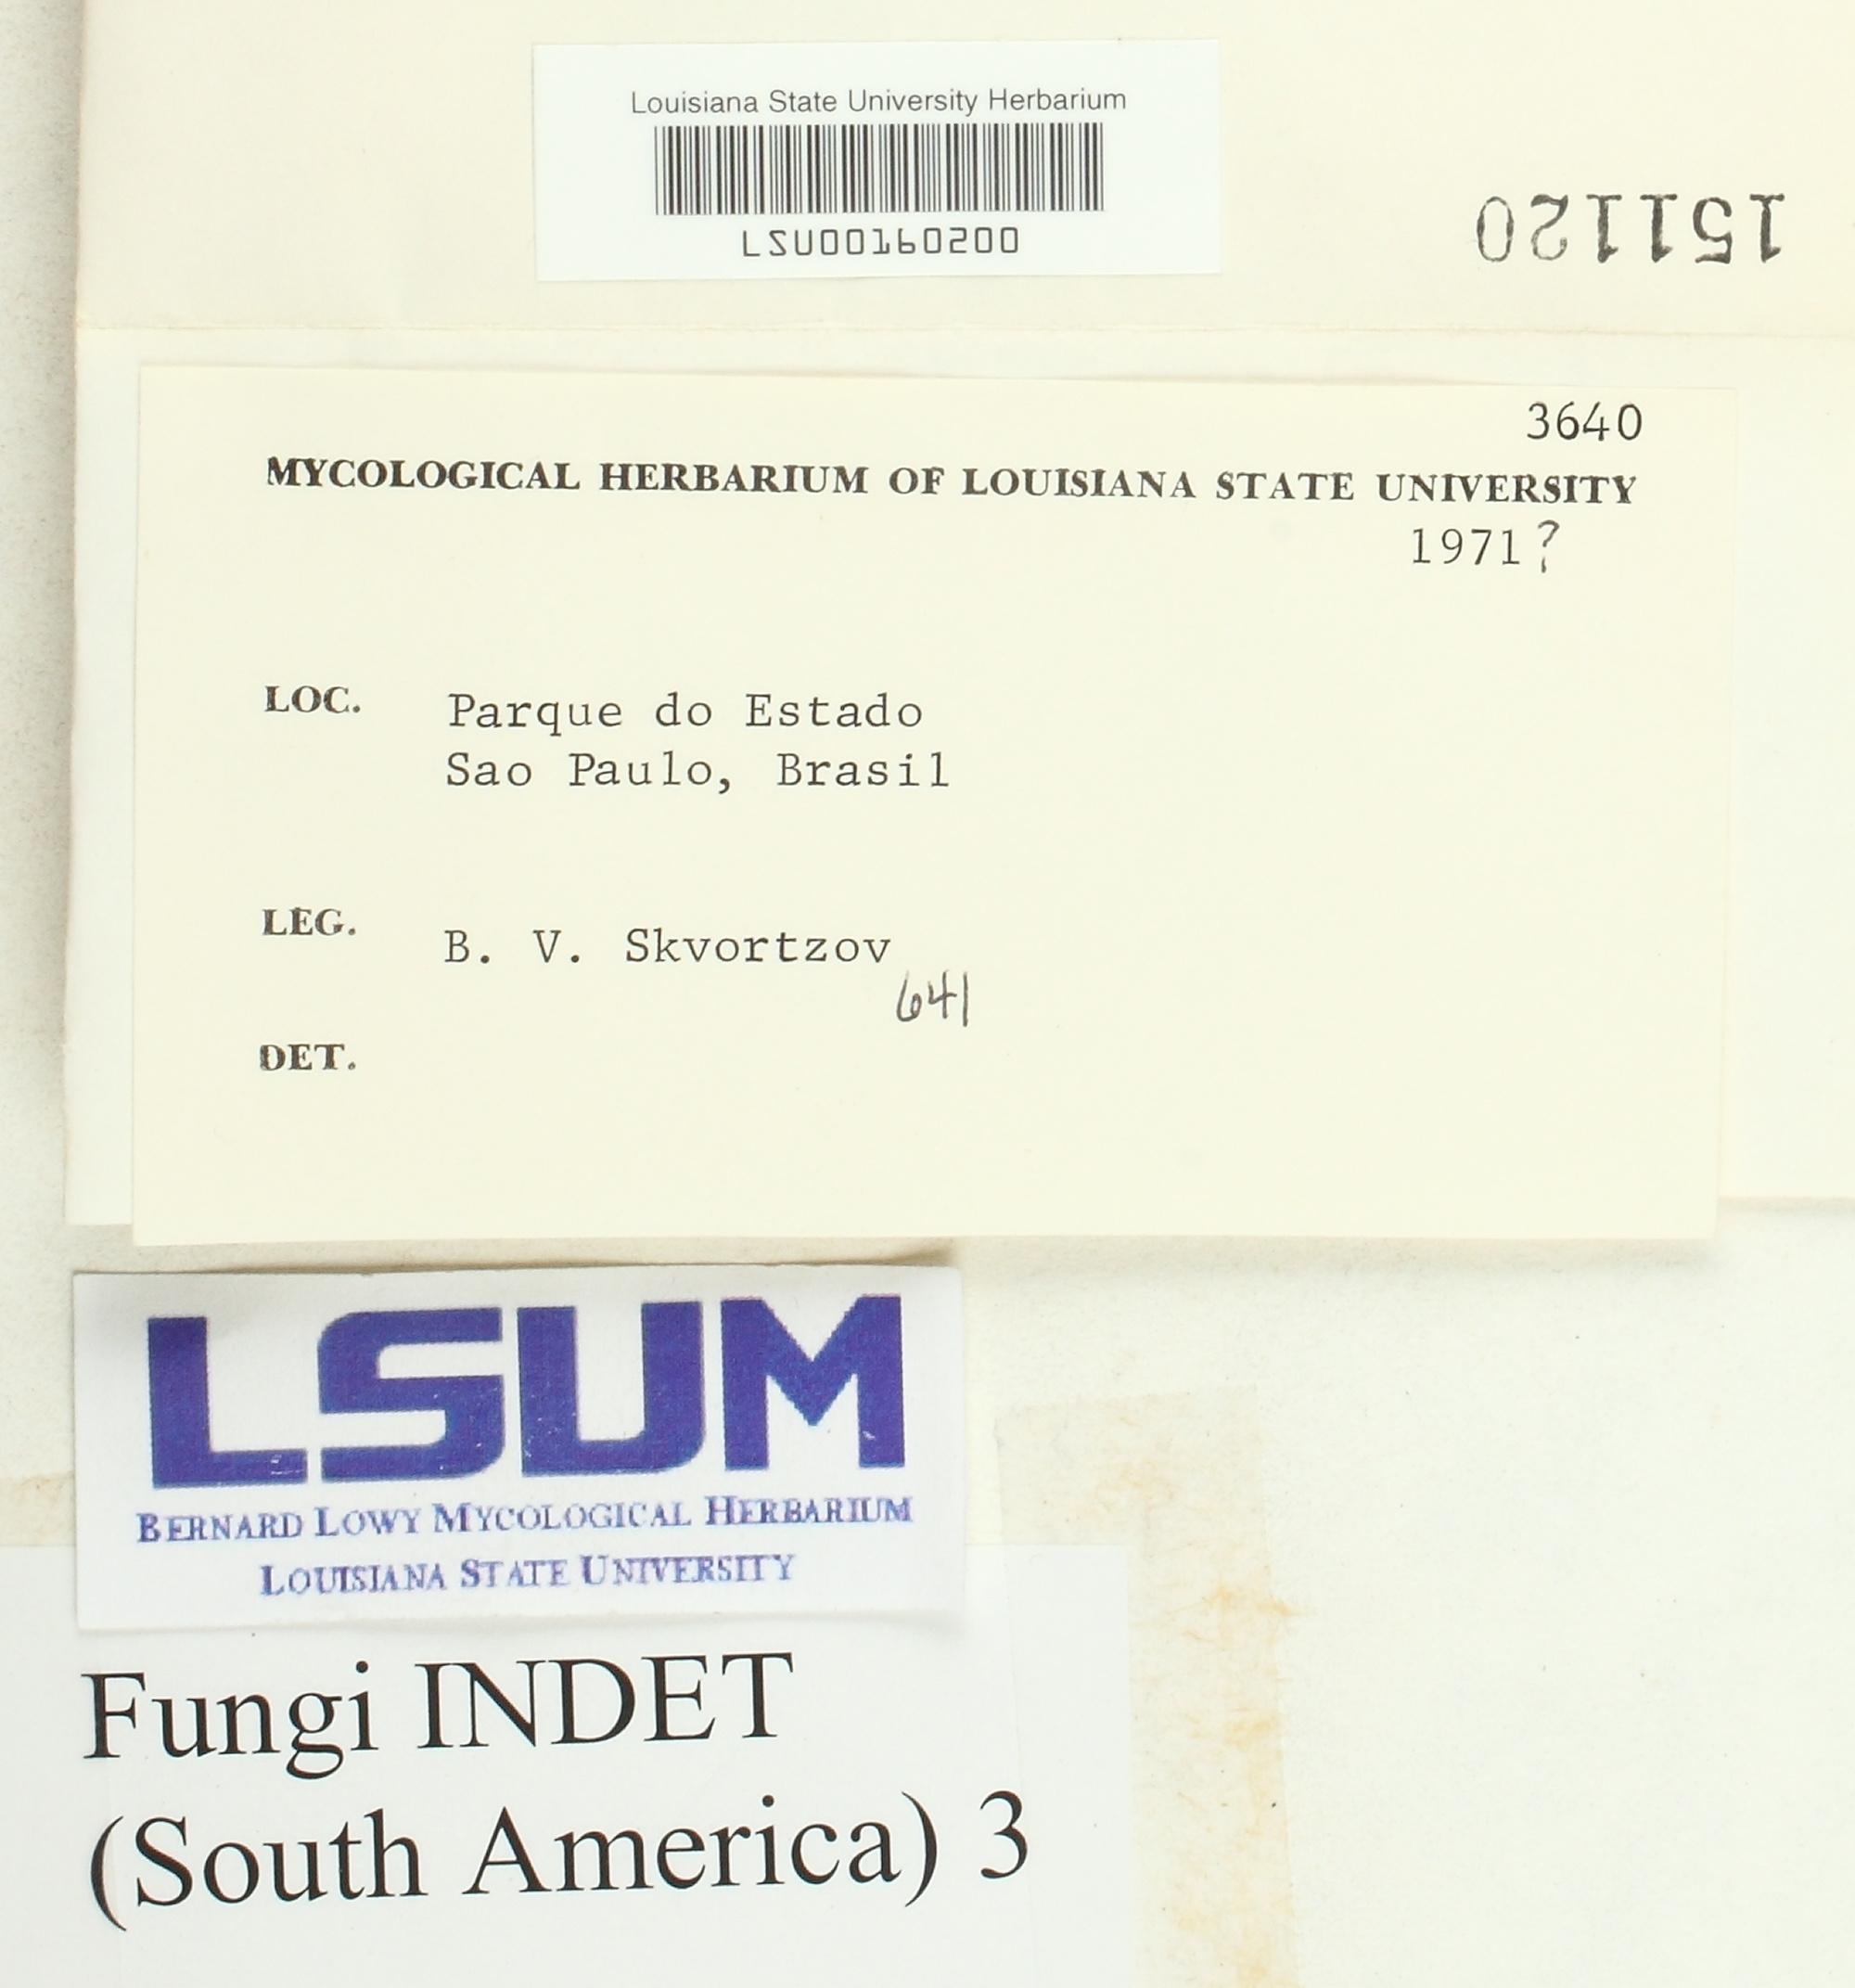 Louisiana State University Herbarium
LSU00160200
151120
3640
MYCOLOGICAL HERBARIUM OF LOUISIANA STATE UNIVERSITY
1971?
LOC. Parque do Estado
Sao Paulo, Brasil
LEG. B. V. Skvortzov
641
DET.
LSUM
BERNARD LOWY MYCOLOGICAL HERBARIUM
LOUISIANA STATE UNIVERSITY
Fungi INDET
(South America) 3